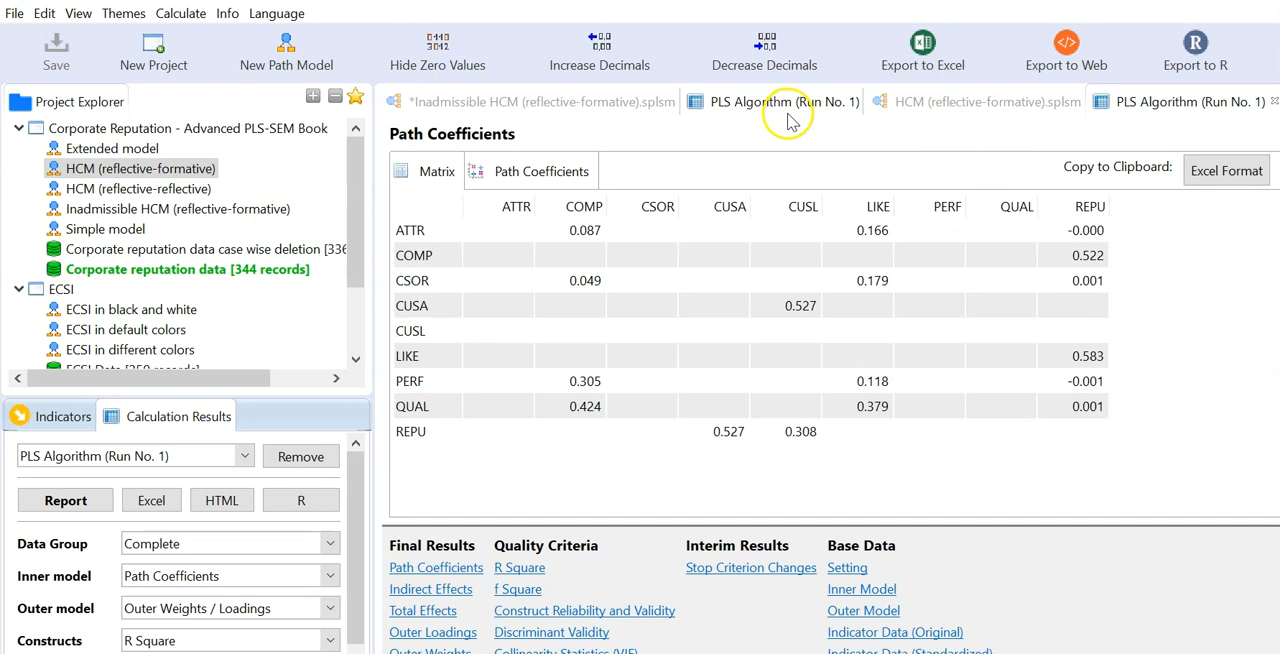 File Edit View Themes Calculate Info Language
Save New Project New Path Model Hide Zero Values Increase Decimals Decrease Decimals Export to Excel Export to Web Export to R
Project Explorer
*Inadmissible HCM (reflective-formative).splsm PLS Algorithm (Run No. 1) HCM (reflective-formative).splsm PLS Algorithm (Run No. 1)
Corporate Reputation - Advanced PLS-SEM Book
Extended model
HCM (reflective-formative)
HCM (reflective-reflective)
Inadmissible HCM (reflective-formative)
Simple model
Corporate reputation data case wise deletion [336
Corporate reputation data [344 records]
ECSI
ECSI in black and white
ECSI in default colors
ECSI in different colors
Path Coefficients
Matrix Path Coefficients Copy to Clipboard: Excel Format
ATTR COMP CSOR CUSA CUSL LIKE PERF QUAL REPU
ATTR 0.087 0.166 -0.000
COMP 0.522
CSOR 0.049 0.179 0.001
CUSA 0.527
CUSL
LIKE 0.583
PERF 0.305 0.118 -0.001
QUAL 0.424 0.379 0.001
REPU 0.527 0.308
Indicators Calculation Results
PLS Algorithm (Run No. 1) Remove
Report Excel HTML R
Data Group Complete
Inner model Path Coefficients
Outer model Outer Weights / Loadings
Constructs R Square
Final Results Quality Criteria Interim Results Base Data
Path Coefficients R Square Stop Criterion Changes Setting
Indirect Effects f Square Inner Model
Total Effects Construct Reliability and Validity Outer Model
Outer Loadings Discriminant Validity Indicator Data (Original)
Outer Weights Collinearity Statistics (VIF) Indicator Data (Standardized)